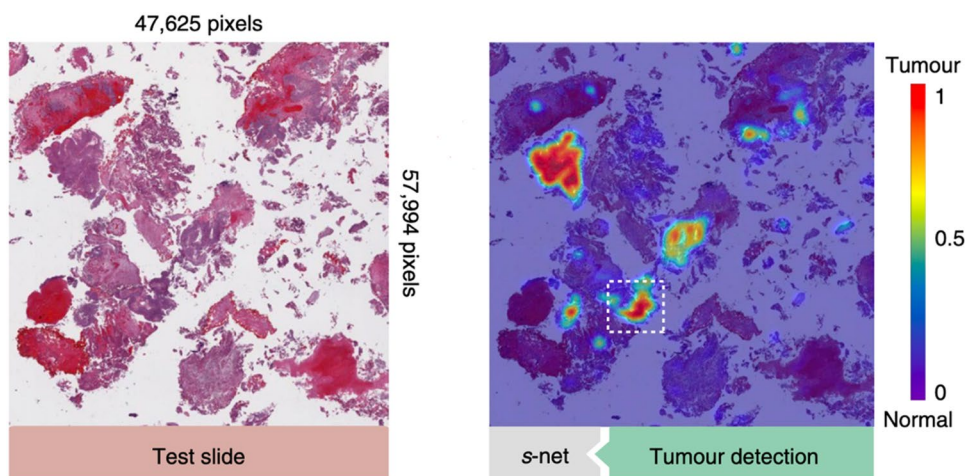 47,625 pixels
57,994 pixels
Tumour
1
0.5
0
Normal
Test slide
s-net
Tumour detection